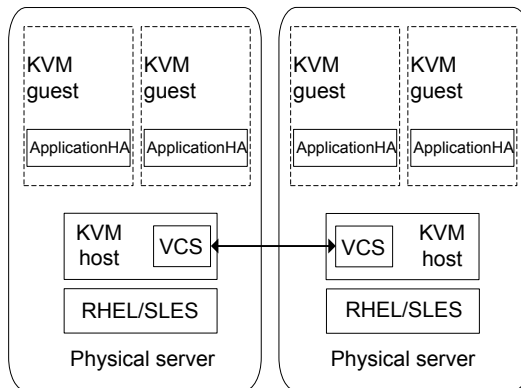 KVM
guest
KVM
guest
ApplicationHA
ApplicationHA
KVM
host
VCS
RHEL/SLES
Physical server
KVM
guest
KVM
guest
ApplicationHA
ApplicationHA
VCS
KVM
host
RHEL/SLES
Physical server